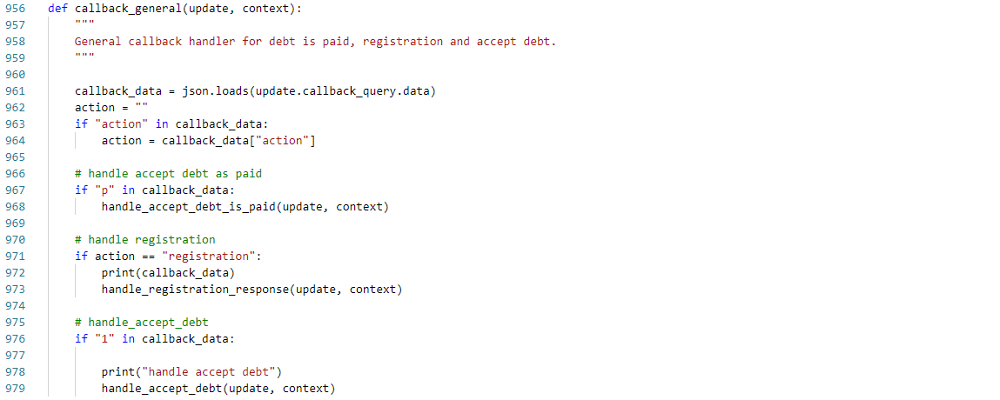 956 def callback_general(update, context):
957     """
958     General callback handler for debt is paid, registration and accept debt.
959     """
960
961     callback_data = json.loads(update.callback_query.data)
962     action = ""
963     if "action" in callback_data:
964         action = callback_data["action"]
965
966     # handle accept debt as paid
967     if "p" in callback_data:
968         handle_accept_debt_is_paid(update, context)
969
970     # handle registration
971     if action == "registration":
972         print(callback_data)
973         handle_registration_response(update, context)
974
975     # handle_accept_debt
976     if "1" in callback_data:
977
978         print("handle accept debt")
979         handle_accept_debt(update, context)